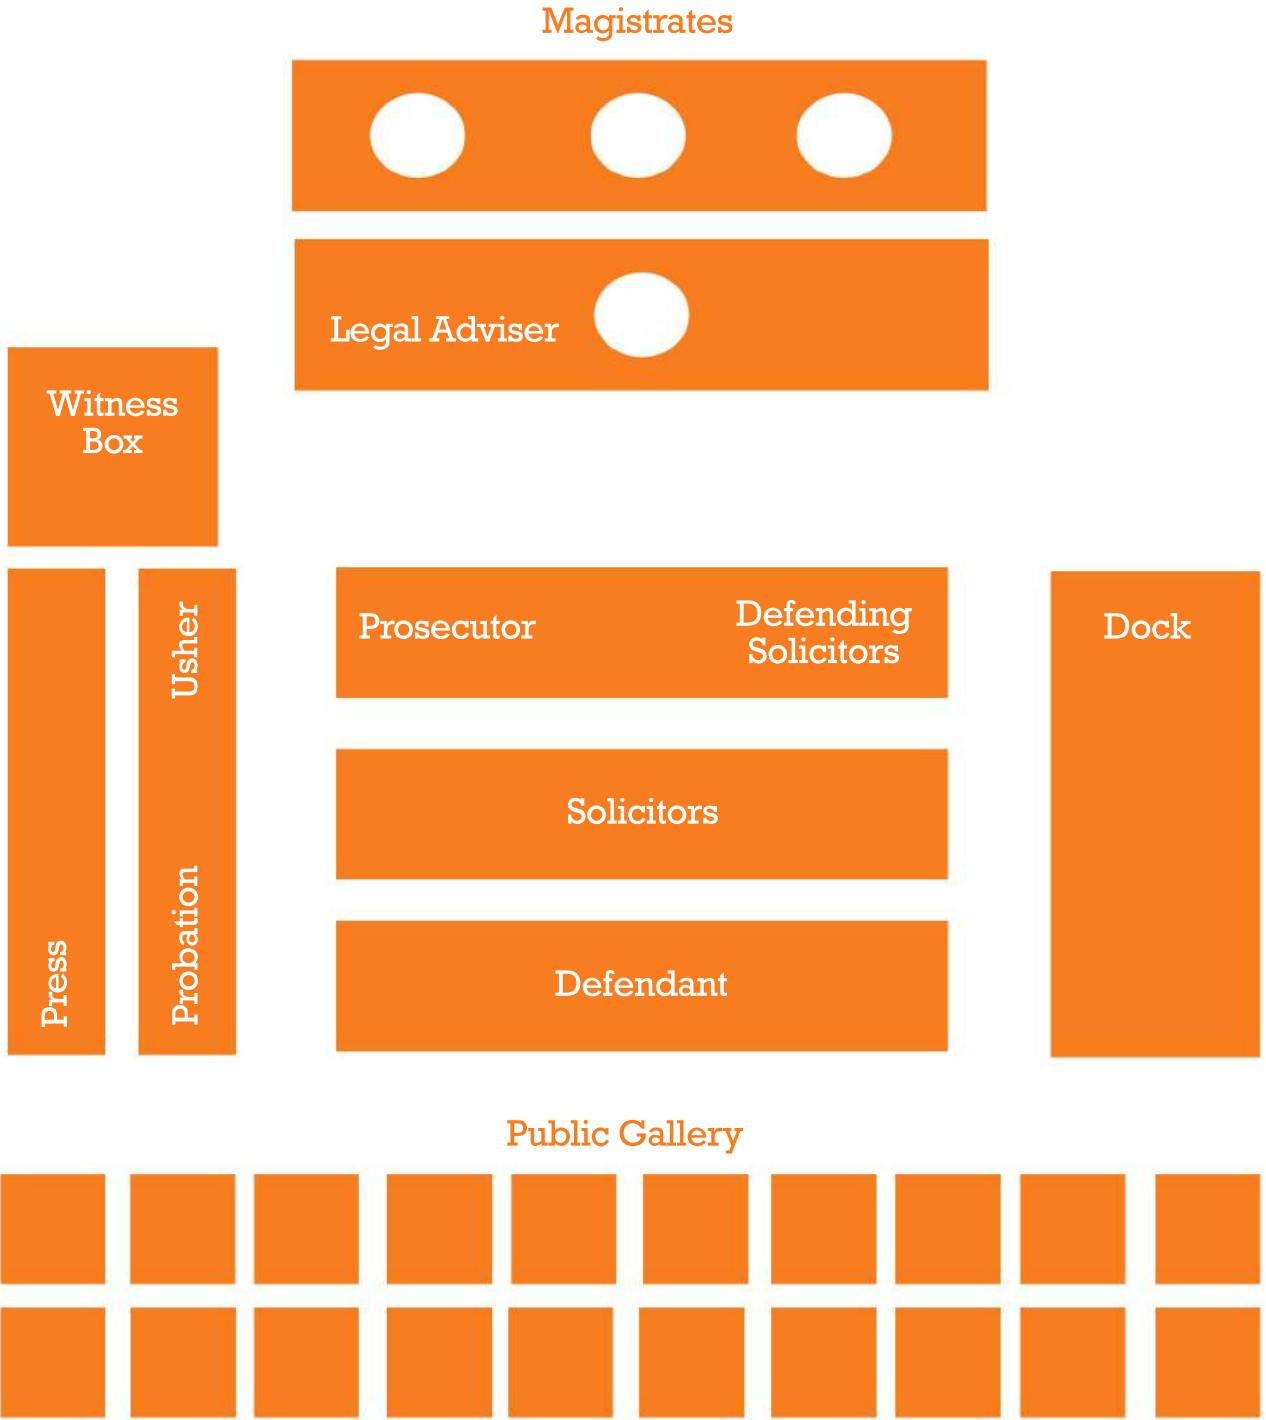 Magistrates
Legal Adviser
Witness
Box
Usher
Prosecutor
Defending
Solicitors
Dock
Solicitors
Probation
Press
Defendant
Public Gallery